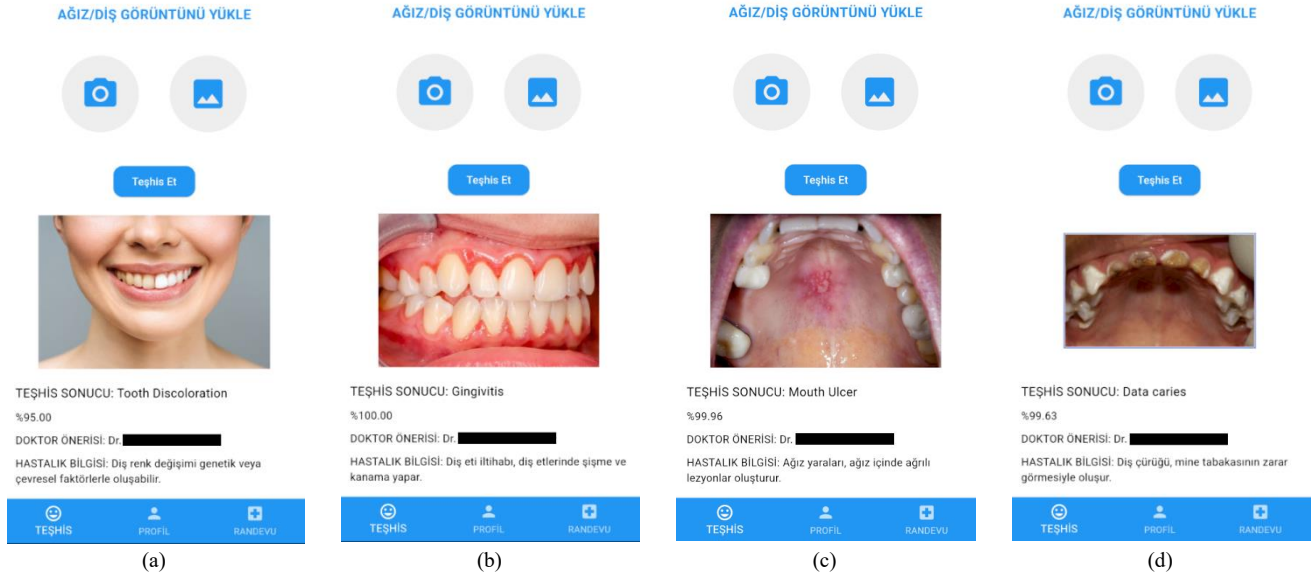 AĞIZ/DİŞ GÖRÜNTÜNÜ YÜKLE
Teşhis Et
TEŞHİS SONUCU: Tooth Discoloration
%95.00
DOKTOR ÖNERİSİ: Dr.
HASTALIK BİLGİSİ: Diş renk değişimi genetik veya
çevresel faktörlerle oluşabilir.
TEŞHİS
PROFİL
RANDEVU
(a)
AĞIZ/DİŞ GÖRÜNTÜNÜ YÜKLE
Teşhis Et
TEŞHİS SONUCU: Gingivitis
%100.00
DOKTOR ÖNERİSİ: Dr.
HASTALIK BİLGİSİ: Diş eti iltihabı, diş etlerinde şişme ve
kanama yapar.
TEŞHİS
PROFİL
RANDEVU
(b)
AĞIZ/DİŞ GÖRÜNTÜNÜ YÜKLE
Teşhis Et
TEŞHİS SONUCU: Mouth Ulcer
%99.96
DOKTOR ÖNERİSİ: Dr.
HASTALIK BİLGİSİ: Ağız yaraları, ağız içinde ağrılı
lezyonlar oluşturur.
TEŞHİS
PROFİL
RANDEVU
(c)
AĞIZ/DİŞ GÖRÜNTÜNÜ YÜKLE
Teşhis Et
TEŞHİS SONUCU: Data caries
%99.63
DOKTOR ÖNERİSİ: Dr.
HASTALIK BİLGİSİ: Diş çürüğü, mine tabakasının zarar
görmesiyle oluşur.
TEŞHİS
PROFİL
RANDEVU
(d)